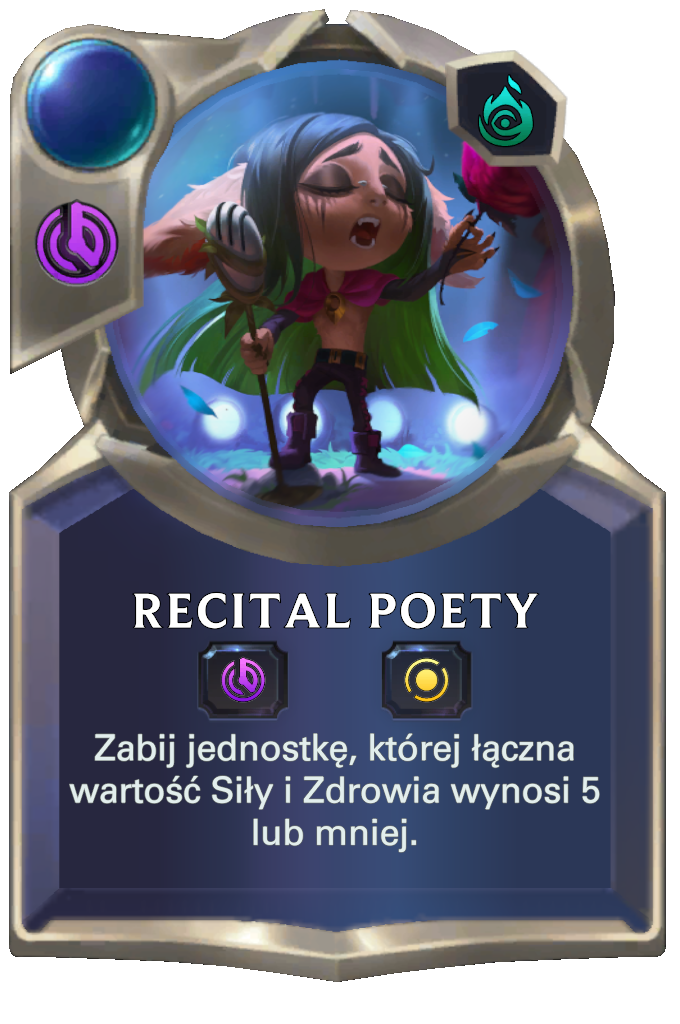 RECITAL POETY
Zabij jednostkę, której łączna
wartość Siły i Zdrowia wynosi 5
lub mniej.